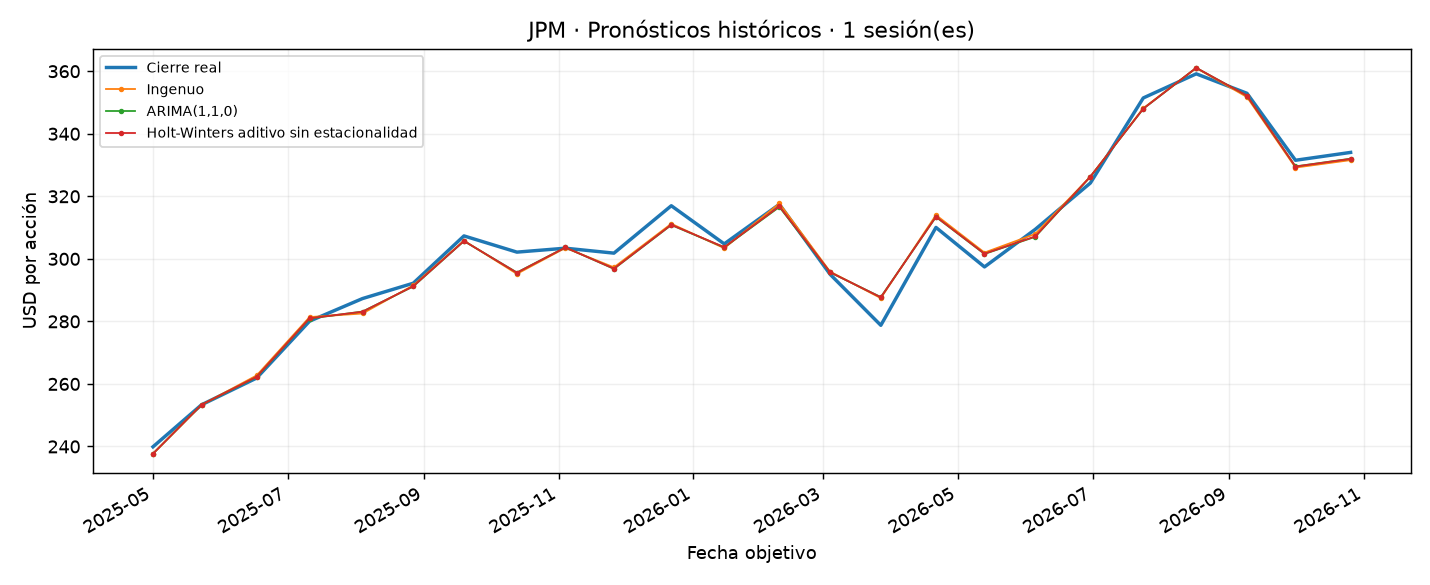 JPM · Pronósticos históricos · 1 sesión(es)
Cierre real
Ingenuo
ARIMA(1,1,0)
Holt-Winters aditivo sin estacionalidad
USD por acción
360
340
320
300
280
260
240
2025-05
2025-07
2025-09
2025-11
2026-01
2026-03
2026-05
2026-07
2026-09
2026-11
Fecha objetivo